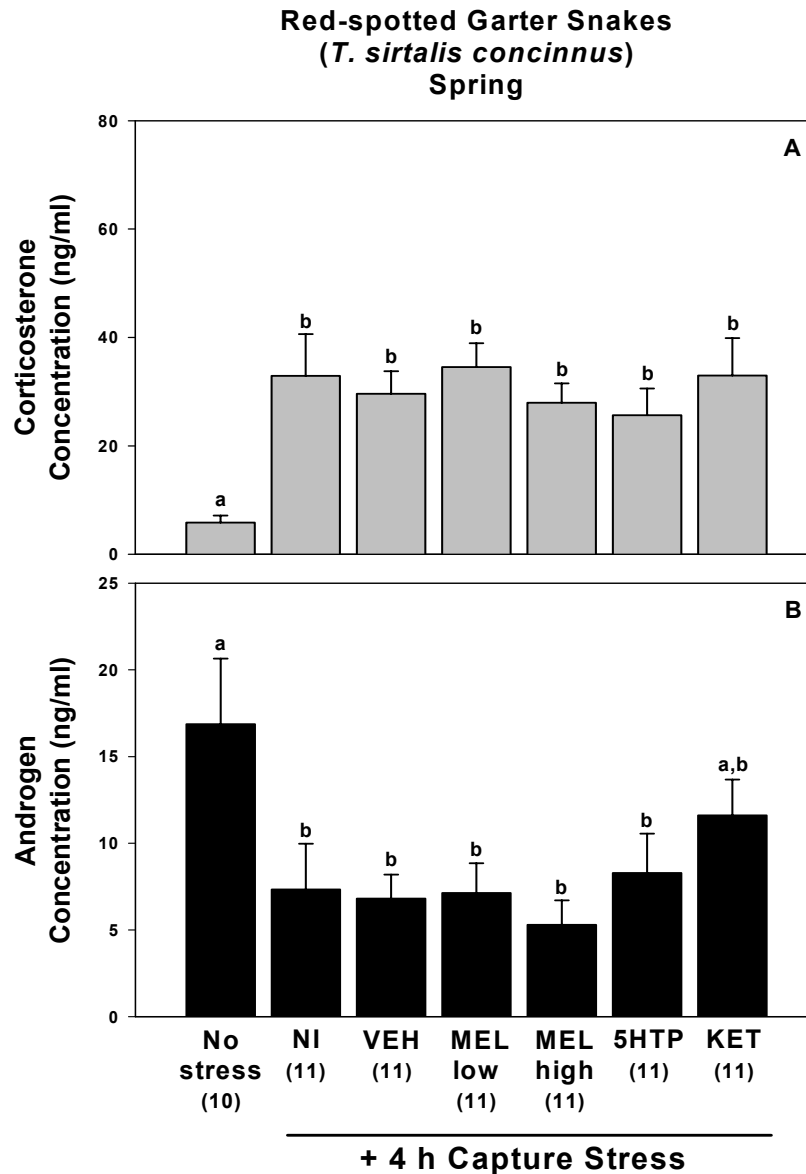 Red-spotted Garter Snakes
(T. sirtalis concinnus)
Spring
A
Corticosterone
Concentration (ng/ml)
80
60
40
20
0
a
b
b
b
b
b
b
B
Androgen
Concentration (ng/ml)
25
20
15
10
5
0
a
b
b
b
b
b
a,b
No
stress
(10)
NI
(11)
VEH
(11)
MEL
low
(11)
MEL
high
(11)
5HTP
(11)
KET
(11)
+ 4 h Capture Stress